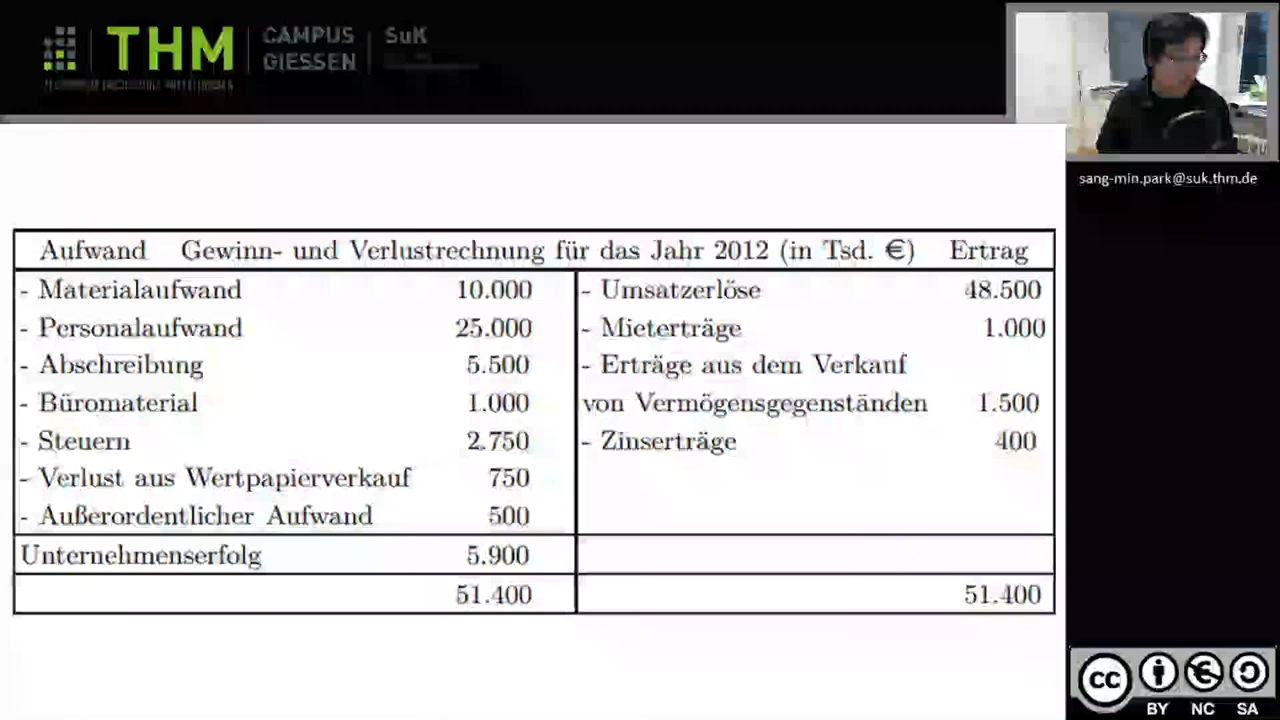 THM
CAMPUS
GIESSEN
SuK
sang-min.park@suk.thm.de
Aufwand Gewinn- und Verlustrechnung für das Jahr 2012 (in Tsd. €) Ertrag
- Materialaufwand 10.000 - Umsatzerlöse 48.500
- Personalaufwand 25.000 - Mieterträge 1.000
- Abschreibung 5.500 - Erträge aus dem Verkauf
- Büromaterial 1.000 von Vermögensgegenständen 1.500
- Steuern 2.750 - Zinserträge 400
- Verlust aus Wertpapierverkauf 750
- Außerordentlicher Aufwand 500
Unternehmenserfolg 5.900
51.400 51.400
cc
BY NC SA